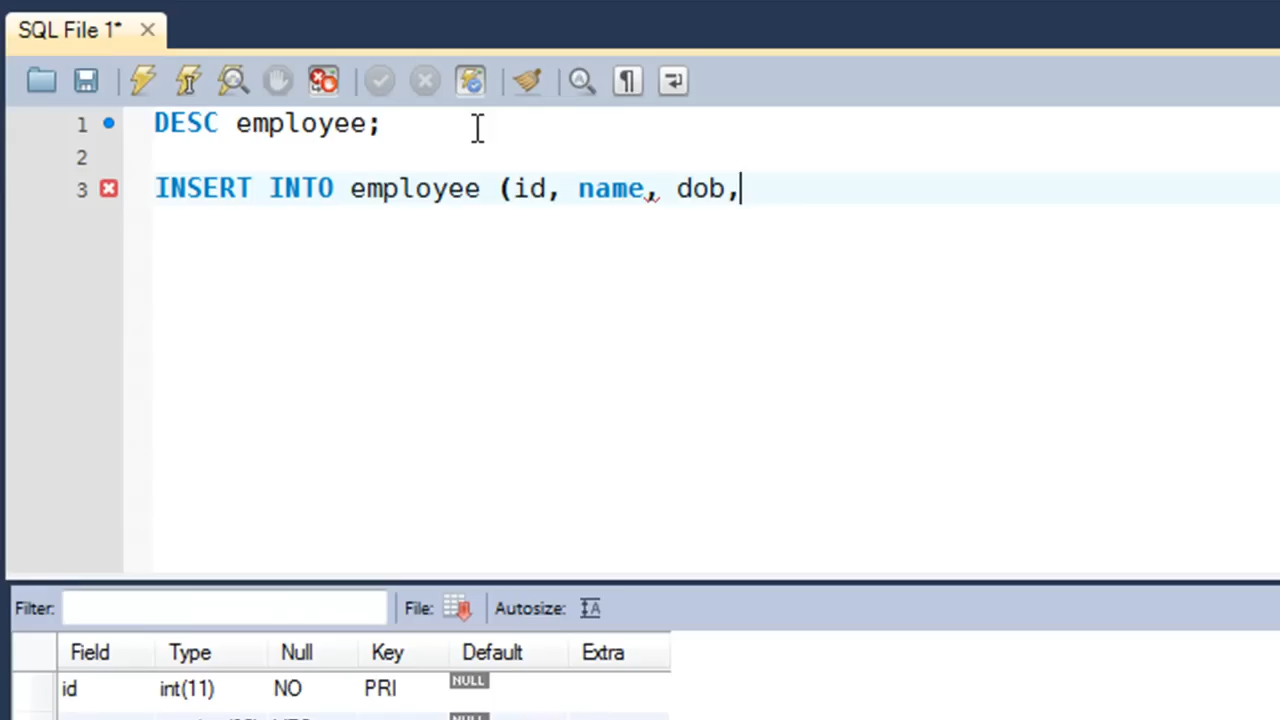 SQL File 1*
1 DESC employee;
2
3 INSERT INTO employee (id, name, dob,
Filter: File: Autosize:
Field Type Null Key Default Extra
id int(11) NO PRI NULL
NULL